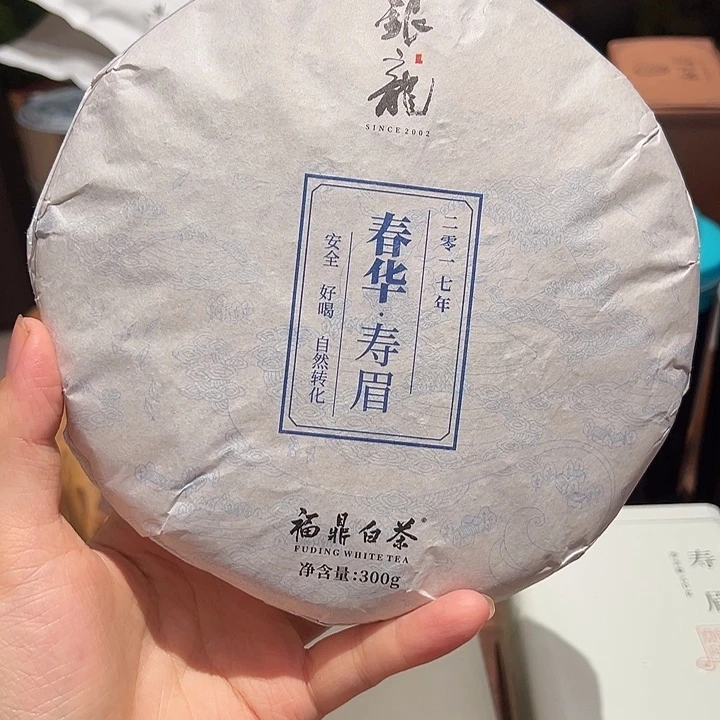 銀龍
SINCE 2002
二零一七年
春华·寿眉
安全 好喝 自然转化
福鼎白茶®
FUDING WHITE TEA
净含量:300g
寿眉